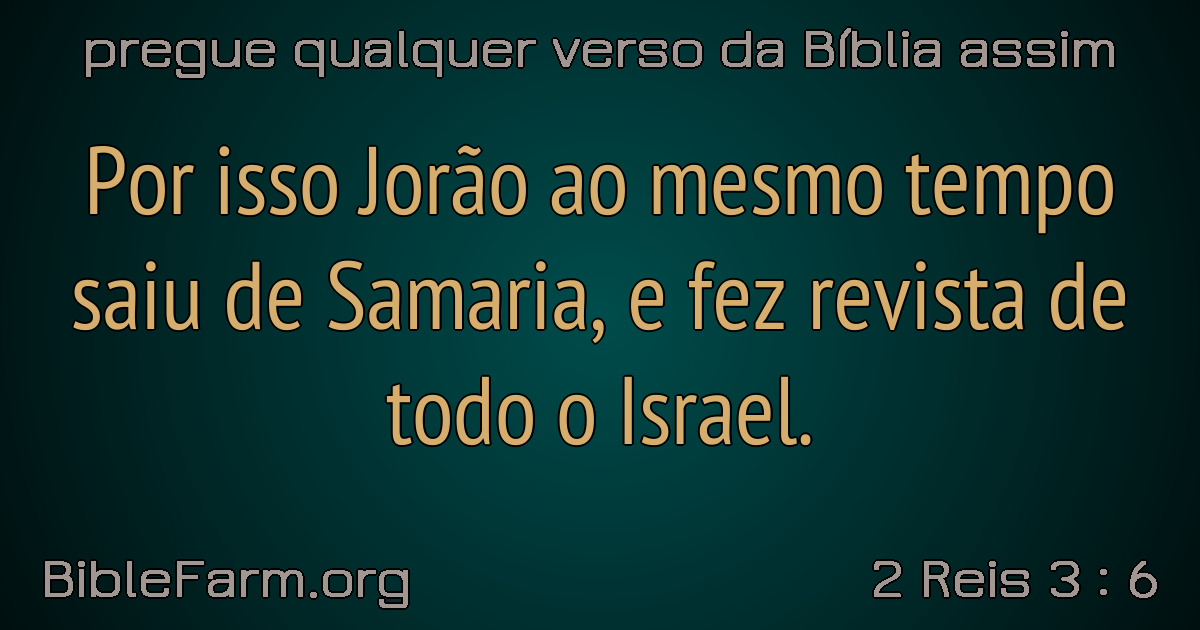 pregue qualquer verso da Bíblia assim
Por isso Jorão ao mesmo tempo
saiu de Samaria, e fez revista de
todo o Israel.
BibleFarm.org
2 Reis 3 : 6